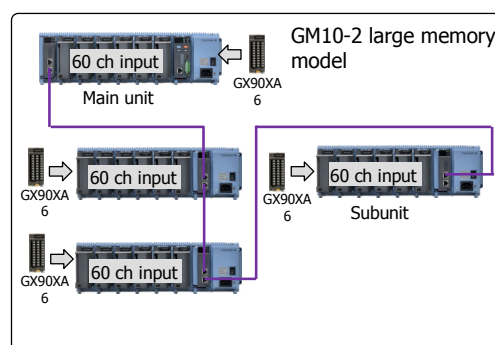 GM10-2 large memory
model
60 ch input
GX90XA
6
Main unit
60 ch input
GX90XA
6
60 ch input
GX90XA
6
Subunit
60 ch input
GX90XA
6